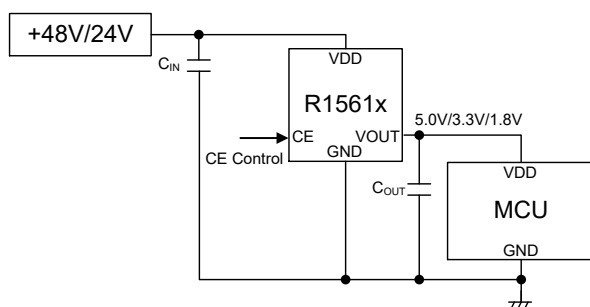 +48V/24V
CIN
VDD
R1561x
CE
VOUT
GND
CE Control
5.0V/3.3V/1.8V
COUT
VDD
MCU
GND